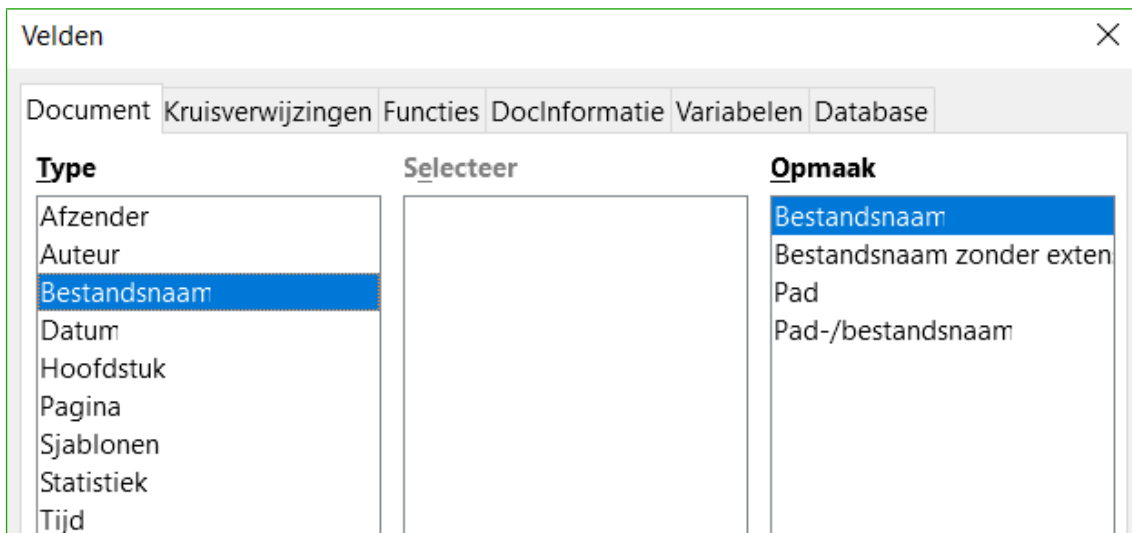 Velden
Document Kruisverwijzingen Functies DocInformatie Variabelen Database
Type Selecteer Opmaak
Afzender Bestandsnaam
Auteur Bestandsnaam zonder exten
Bestandsnaam Pad
Datum Pad-/bestandsnaam
Hoofdstuk
Pagina
Sjablonen
Statistiek
Tijd